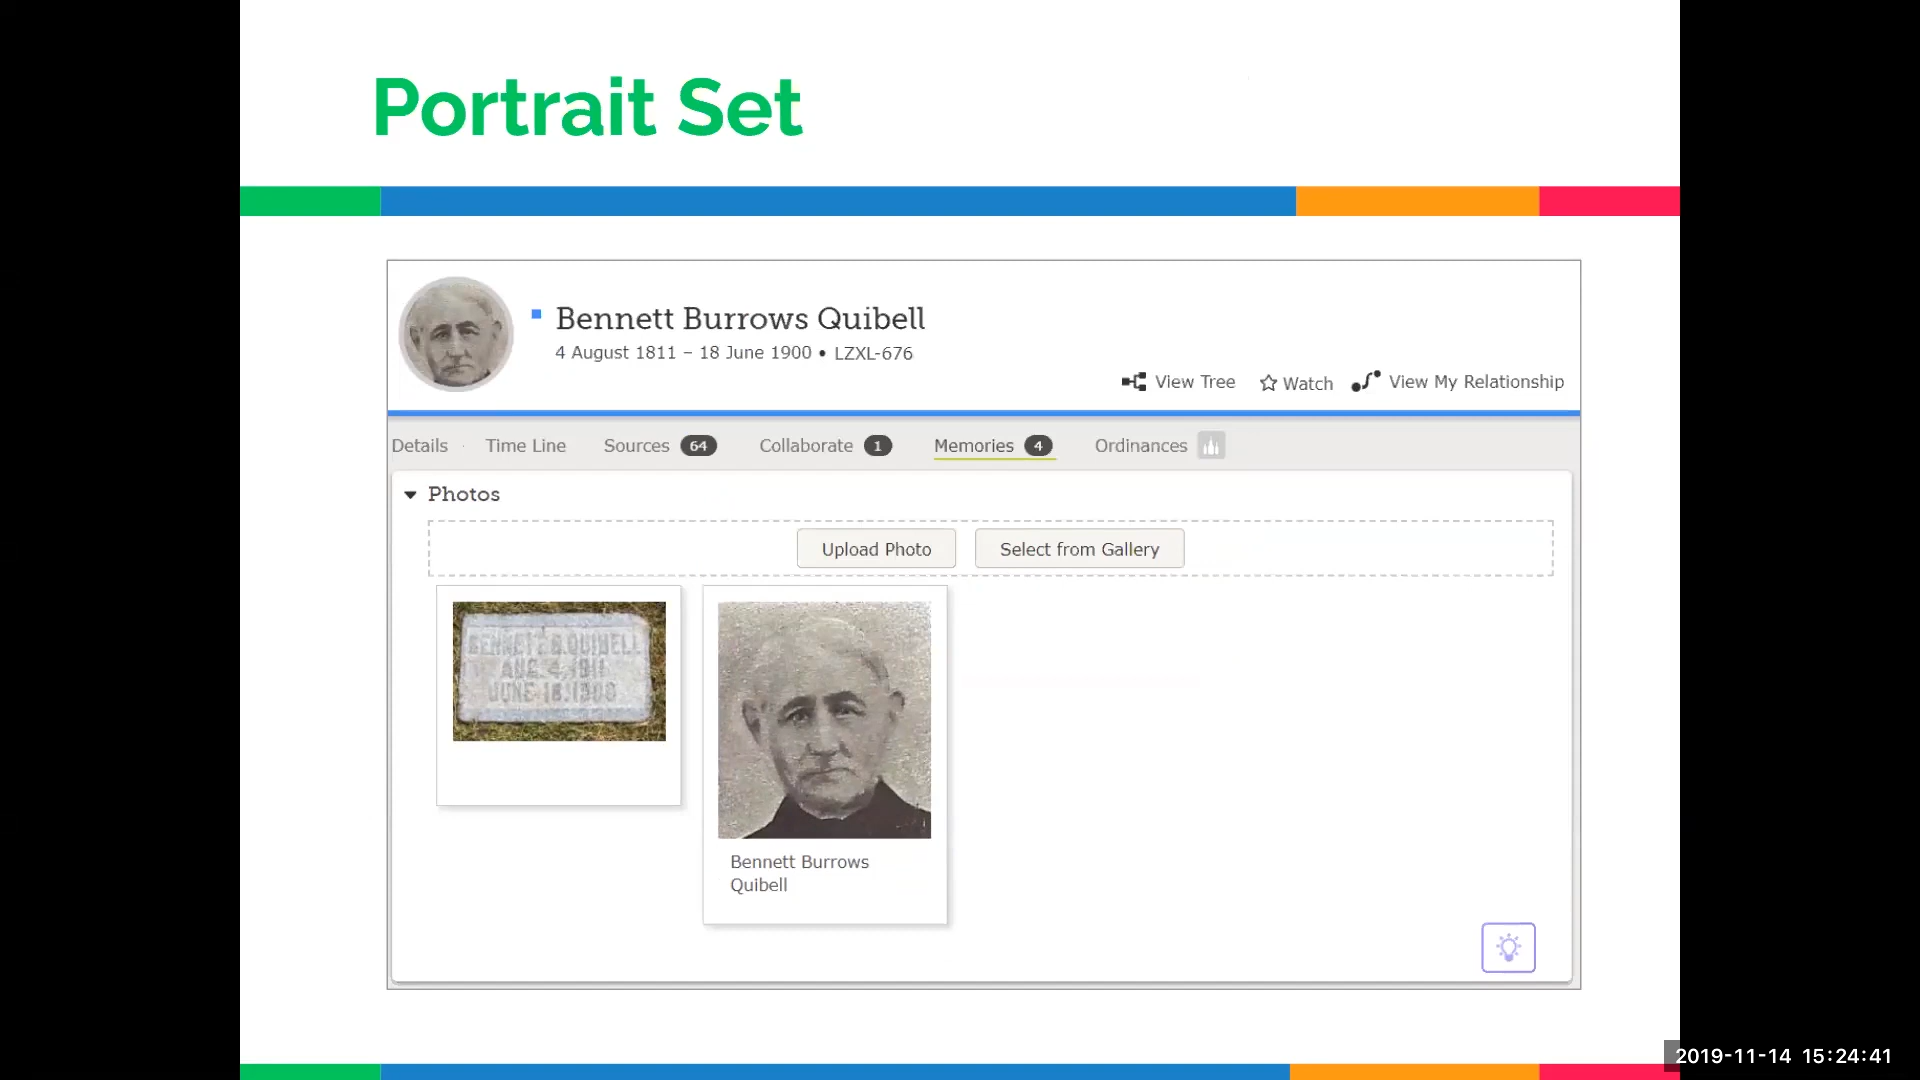 Portrait Set
Bennett Burrows Quibell
4 August 1811 – 18 June 1900 • LZXL-676
View Tree Watch View My Relationship
Details Time Line Sources 64 Collaborate 1 Memories 4 Ordinances
Photos
Upload Photo Select from Gallery
BENNETT B. QUIBELL
AUG. 4, 1911
JUNE 18, 1900
Bennett Burrows
Quibell
2019-11-14 15:24:41